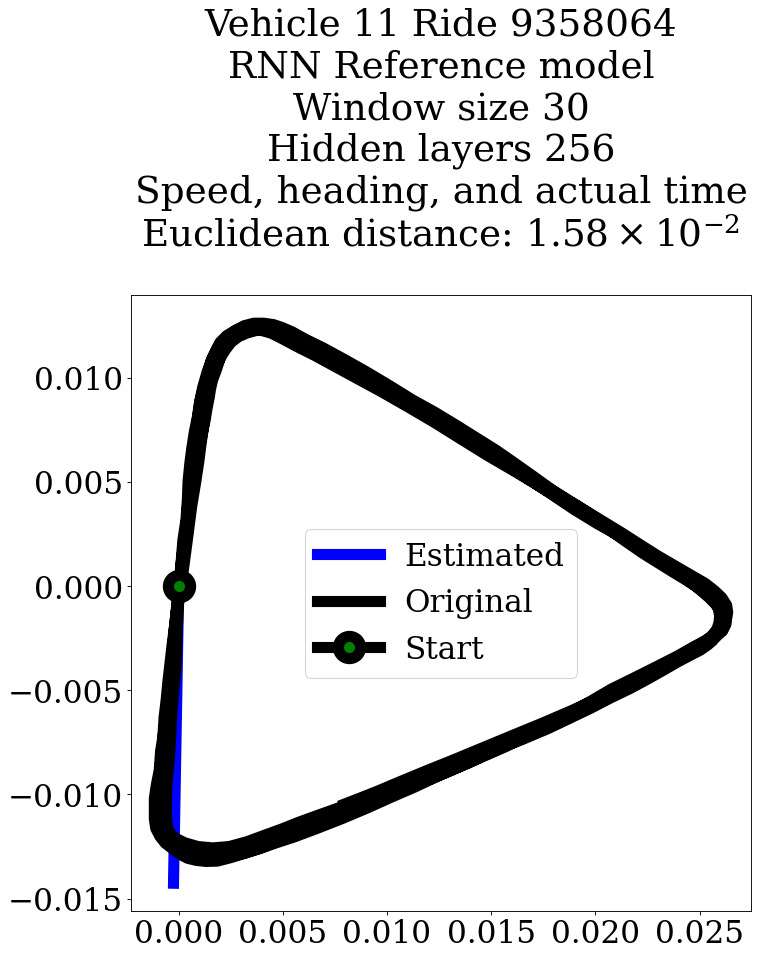 Vehicle 11 Ride 9358064
RNN Reference model
Window size 30
Hidden layers 256
Speed, heading, and actual time
Euclidean distance: 1.58 × 10⁻²
0.010
0.005
0.000
−0.005
−0.010
−0.015
Estimated
Original
Start
0.000 0.005 0.010 0.015 0.020 0.025